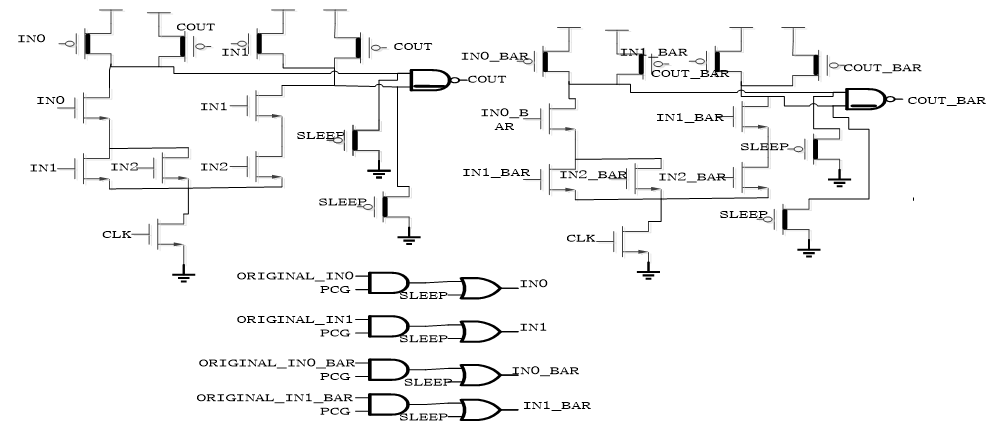 IN0
COUT
IN1
COUT
COUT
IN0
IN1
SLEEP
IN1
IN2
IN2
SLEEP
CLK
IN0_BAR
IN1_BAR
COUT_BAR
COUT_BAR
COUT_BAR
IN0_B
AR
IN1_BAR
SLEEP
IN1_BAR
IN2_BAR
IN2_BAR
SLEEP
CLK
ORIGINAL_IN0
PCG
SLEEP
IN0
ORIGINAL_IN1
PCG
SLEEP
IN1
ORIGINAL_IN0_BAR
PCG
SLEEP
IN0_BAR
ORIGINAL_IN1_BAR
PCG
SLEEP
IN1_BAR